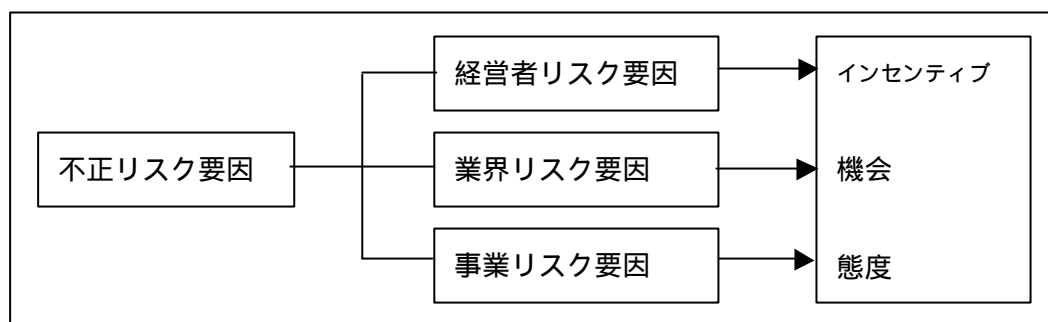 不正リスク要因
経営者リスク要因
業界リスク要因
事業リスク要因
インセンティブ
機会
態度